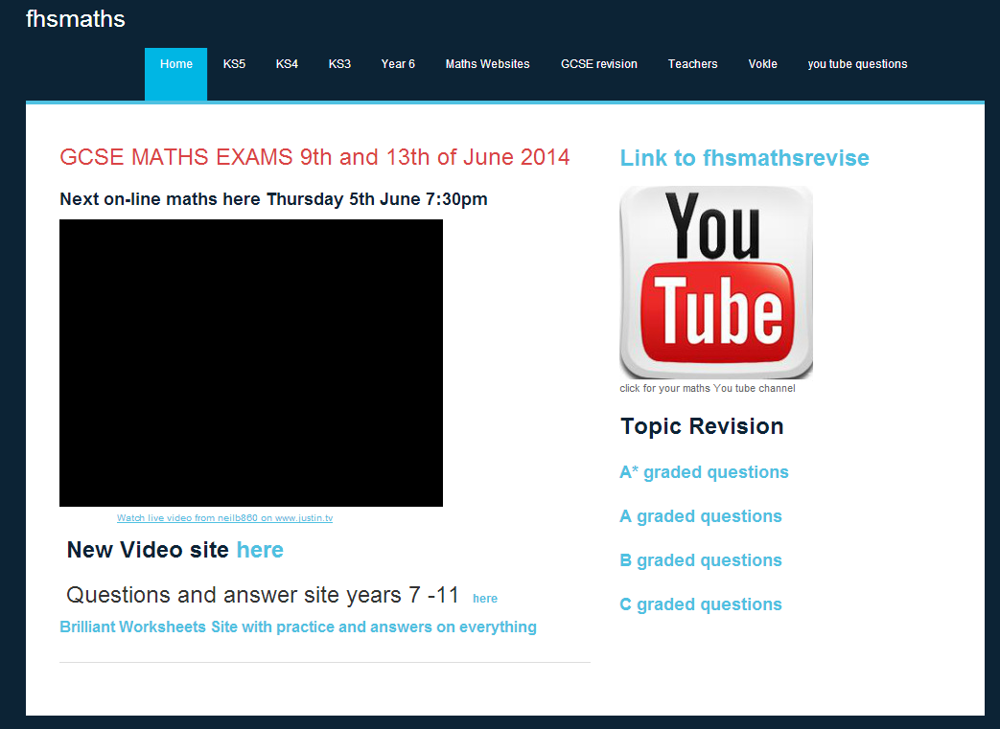 fhsmaths
Home KS5 KS4 KS3 Year 6 Maths Websites GCSE revision Teachers Vokle you tube questions
GCSE MATHS EXAMS 9th and 13th of June 2014
Next on-line maths here Thursday 5th June 7:30pm
Watch live video from neilb860 on www.justin.tv
New Video site here
Questions and answer site years 7 -11 here
Brilliant Worksheets Site with practice and answers on everything
Link to fhsmathsrevise
You
Tube
click for your maths You tube channel
Topic Revision
A* graded questions
A graded questions
B graded questions
C graded questions